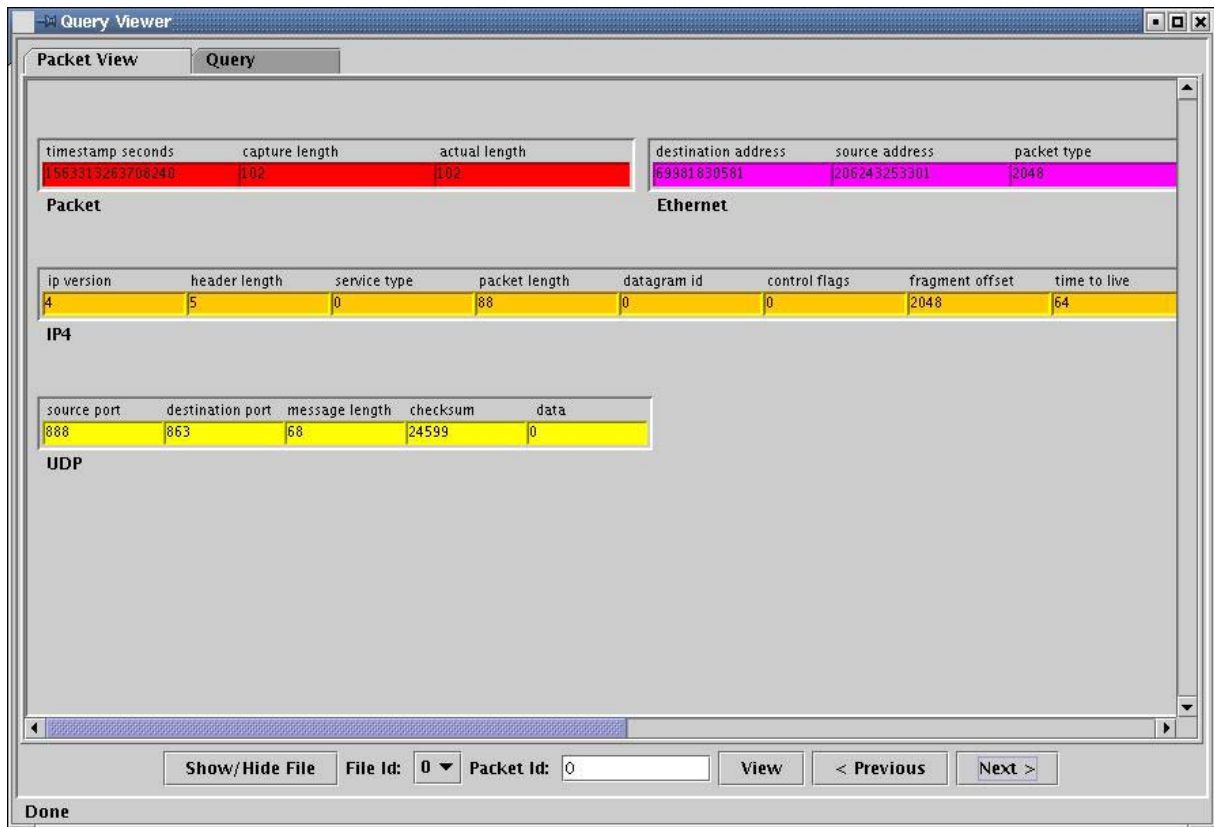 Query Viewer
Packet View Query
timestamp seconds capture length actual length destination address source address packet type
1563313263708240 102 102 69981830581 206243253301 2048
Packet Ethernet
ip version header length service type packet length datagram id control flags fragment offset time to live
4 5 0 88 0 0 2048 64
IP4
source port destination port message length checksum data
888 863 68 24599 0
UDP
Show/Hide File File Id: 0 Packet Id: 0 View < Previous Next >
Done